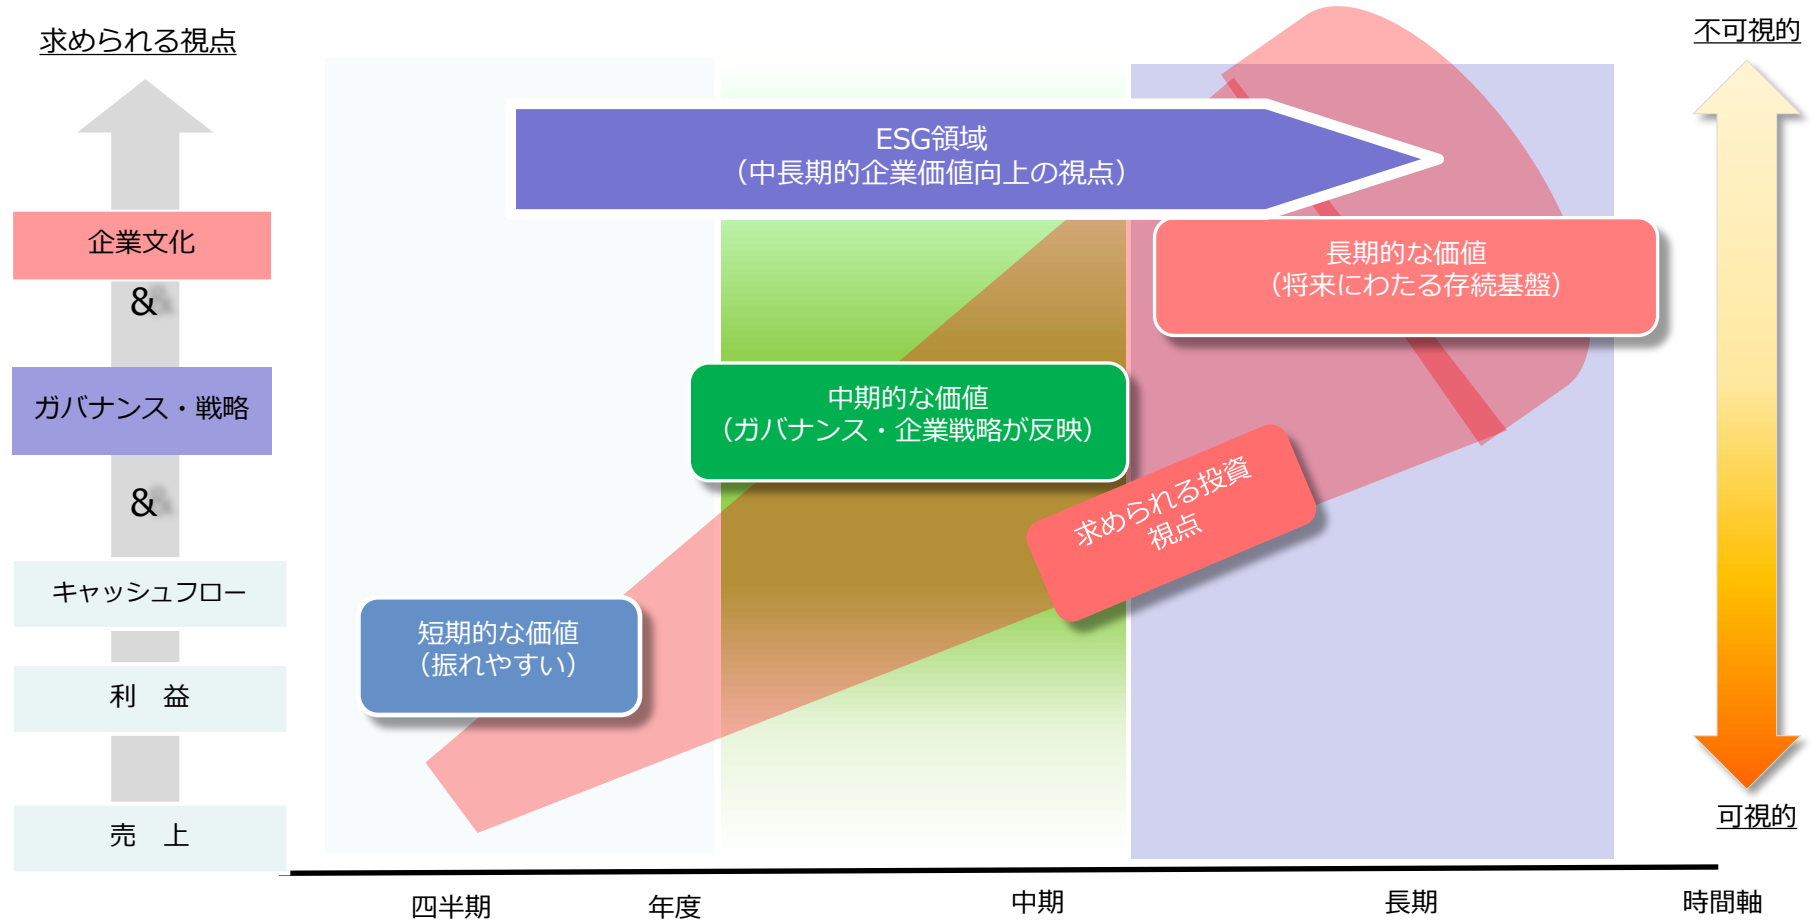 求められる視点
不可視的
ESG領域
（中長期的企業価値向上の視点）
企業文化
&
長期的な価値
（将来にわたる存続基盤）
ガバナンス・戦略
中期的な価値
（ガバナンス・企業戦略が反映）
&
求められる投資
視点
キャッシュフロー
短期的な価値
（振れやすい）
利　益
売　上
可視的
四半期
年度
中期
長期
時間軸